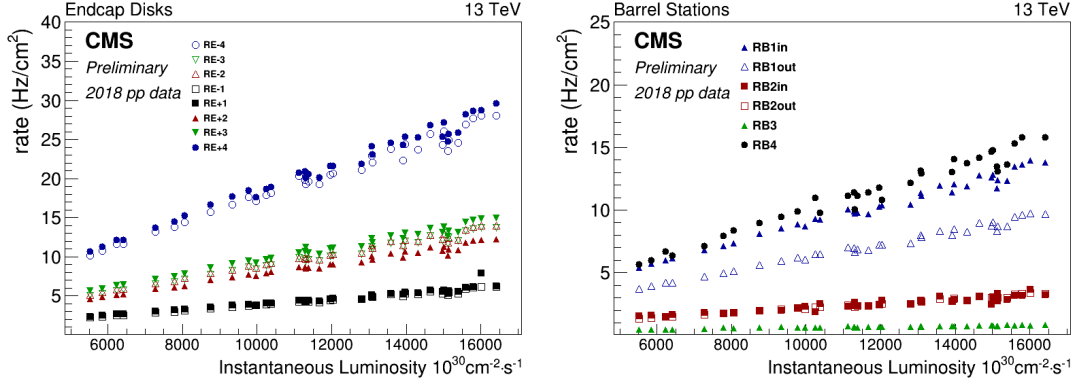 Endcap Disks 13 TeV
CMS
Preliminary
2018 pp data
RE-4
RE-3
RE-2
RE-1
RE+1
RE+2
RE+3
RE+4
rate (Hz/cm²)
40
35
30
25
20
15
10
5
6000 8000 10000 12000 14000 16000
Instantaneous Luminosity 10³⁰cm⁻²·s⁻¹
Barrel Stations 13 TeV
CMS
Preliminary
2018 pp data
RB1in
RB1out
RB2in
RB2out
RB3
RB4
rate (Hz/cm²)
25
20
15
10
5
6000 8000 10000 12000 14000 16000
Instantaneous Luminosity 10³⁰cm⁻²·s⁻¹